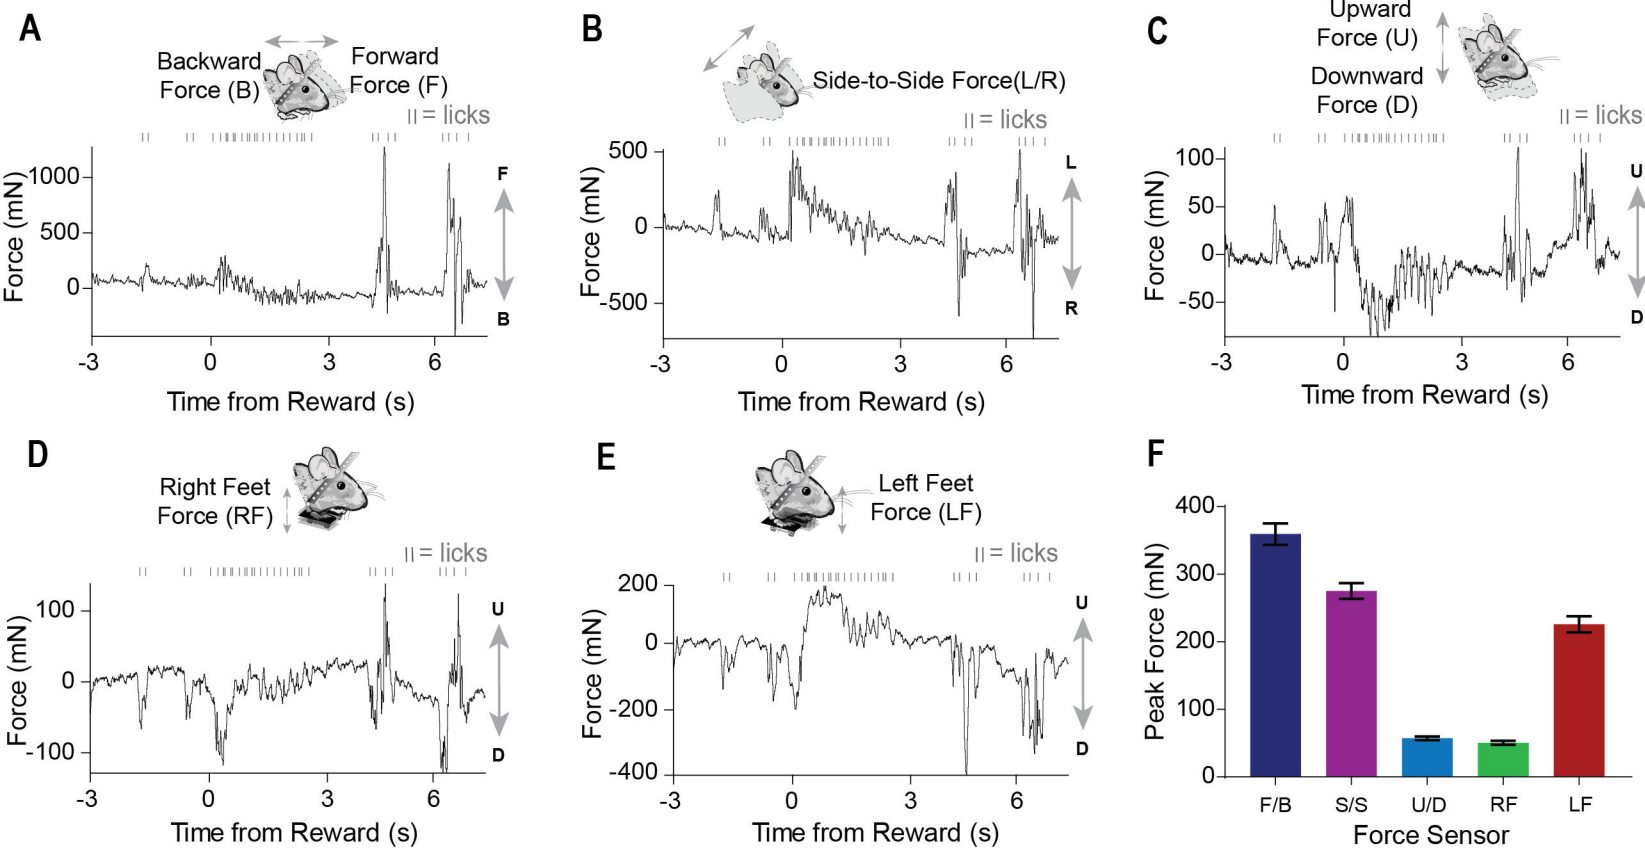 A
Backward
Force (B)
Forward
Force (F)
= licks
Force (mN)
1000
500
0
F
B
-3
0
3
6
Time from Reward (s)
B
Side-to-Side Force(L/R)
= licks
Force (mN)
500
0
-500
L
R
-3
0
3
6
Time from Reward (s)
C
Upward
Force (U)
Downward
Force (D)
= licks
Force (mN)
100
50
0
-50
U
D
-3
0
3
6
Time from Reward (s)
D
Right Feet
Force (RF)
= licks
Force (mN)
100
0
-100
U
D
-3
0
3
6
Time from Reward (s)
E
Left Feet
Force (LF)
= licks
Force (mN)
200
0
-200
-400
U
D
-3
0
3
6
Time from Reward (s)
F
Peak Force (mN)
400
300
200
100
0
F/B
S/S
U/D
RF
LF
Force Sensor